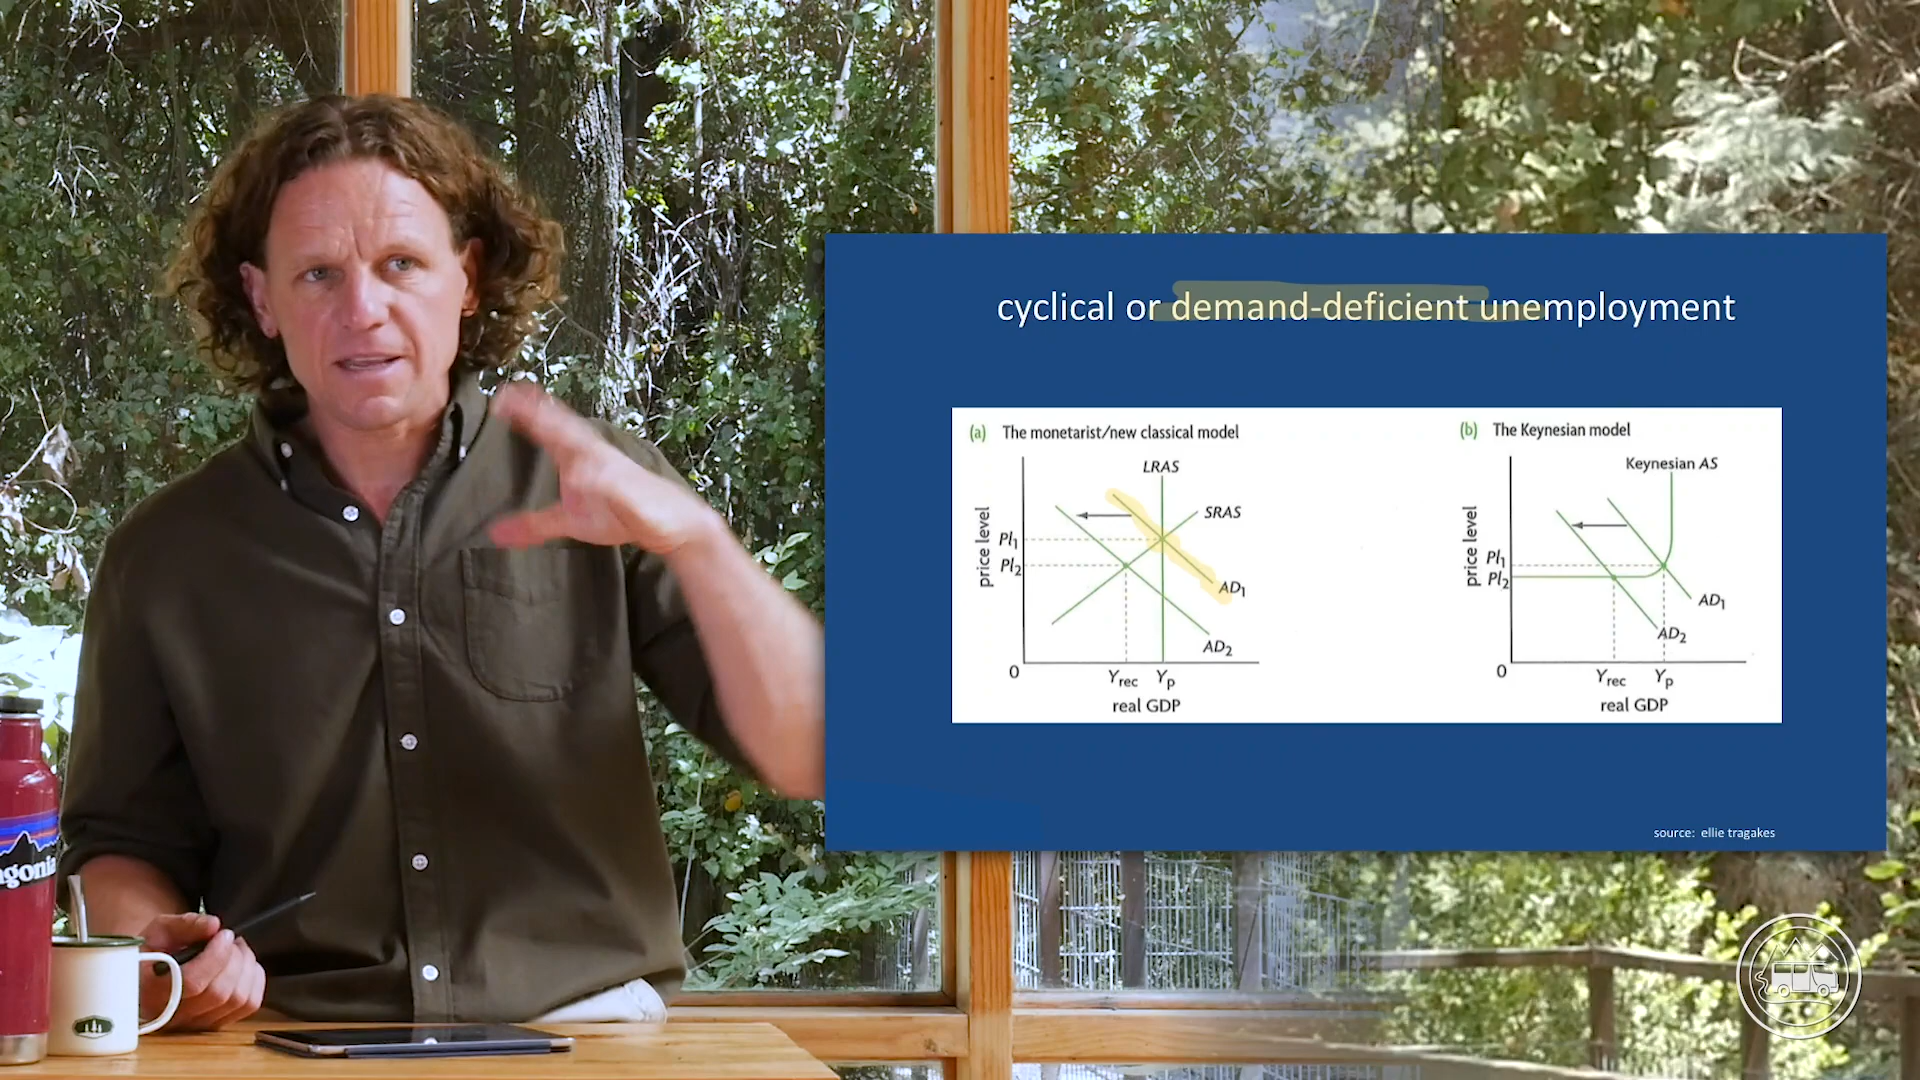 cyclical or demand-deficient unemployment
(a) The monetarist/new classical model
LRAS
SRAS
price level
Pl1
Pl2
AD1
AD2
0
Yrec
Yp
real GDP
(b) The Keynesian model
Keynesian AS
price level
Pl1
Pl2
AD1
AD2
0
Yrec
Yp
real GDP
source: ellie tragakes
agonia